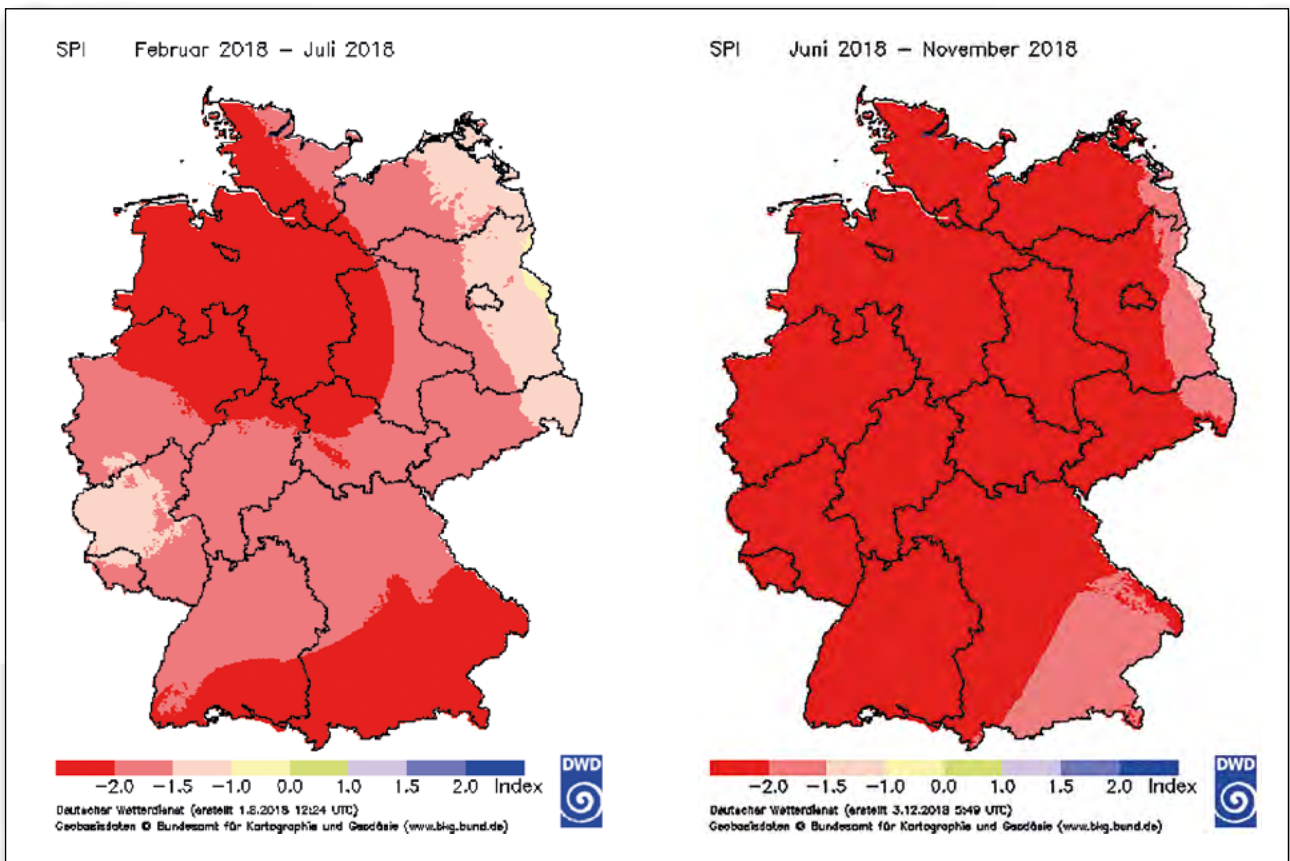 SPI Februar 2018 – Juli 2018
−2.0 −1.5 −1.0 0.0 1.0 1.5 2.0 Index
Deutscher Wetterdienst (erstellt 1.8.2018 12:24 UTC)
Geobasisdaten © Bundesamt für Kartographie und Geodäsie (www.bkg.bund.de)
DWD
SPI Juni 2018 – November 2018
−2.0 −1.5 −1.0 0.0 1.0 1.5 2.0 Index
Deutscher Wetterdienst (erstellt 3.12.2018 5:49 UTC)
Geobasisdaten © Bundesamt für Kartographie und Geodäsie (www.bkg.bund.de)
DWD